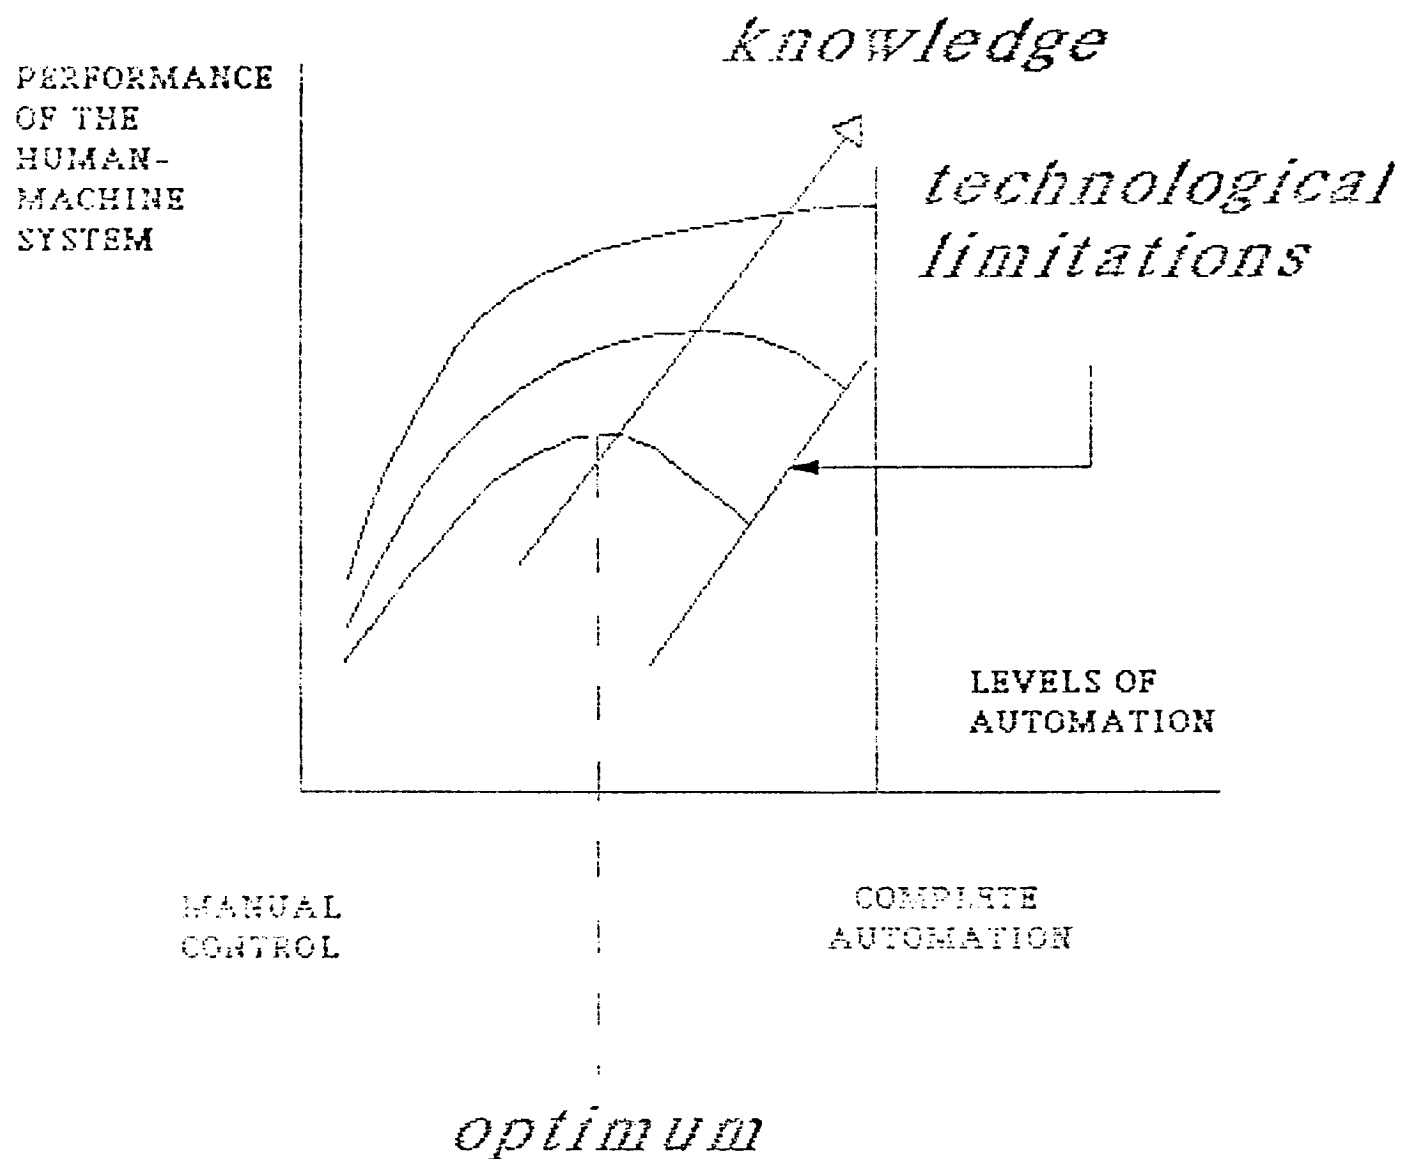 knowledge
PERFORMANCE
OF THE
HUMAN-
MACHINE
SYSTEM
technological
limitations
LEVELS OF
AUTOMATION
MANUAL
CONTROL
COMPLETE
AUTOMATION
optimum